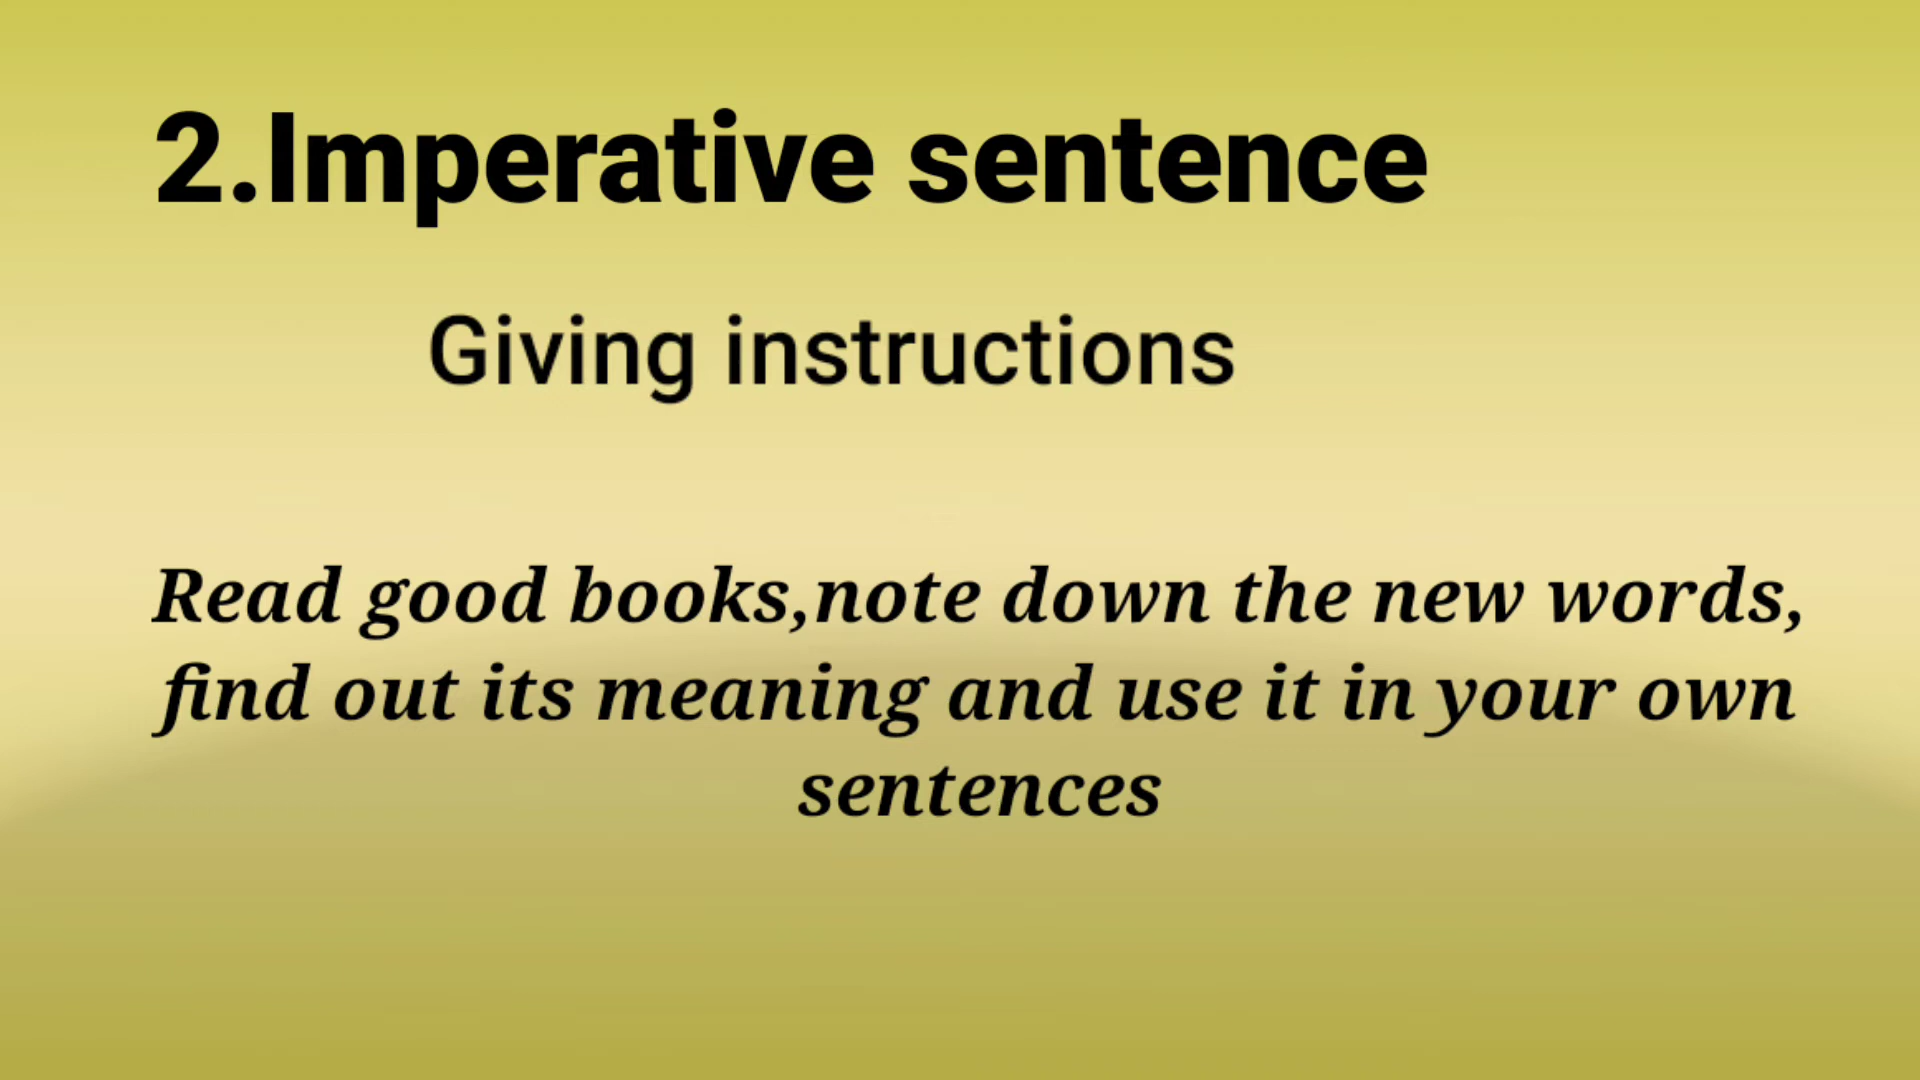 2.Imperative sentence
Giving instructions
Read good books,note down the new words,
find out its meaning and use it in your own
sentences